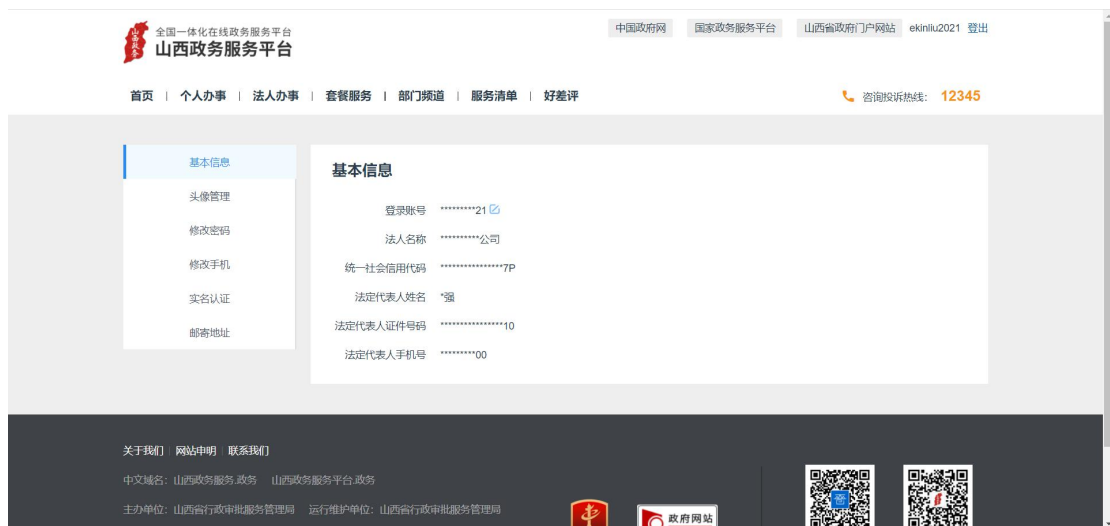 全国一体化在线政务服务平台
山西政务服务平台
中国政府网 国家政务服务平台 山西省政府门户网站 ekinliu2021 登出
首页 | 个人办事 | 法人办事 | 套餐服务 | 部门频道 | 服务清单 | 好差评
咨询投诉热线: 12345
基本信息
头像管理
修改密码
修改手机
实名认证
邮寄地址
基本信息
登录账号 *********21
法人名称 **********公司
统一社会信用代码 ****************7P
法定代表人姓名 *强
法定代表人证件号码 ****************10
法定代表人手机号 *********00
关于我们 | 网站申明 | 联系我们
中文域名: 山西政务服务.政务 山西政务服务平台.政务
主办单位: 山西省行政审批服务管理局 运行维护单位: 山西省行政审批服务管理局
政府网站